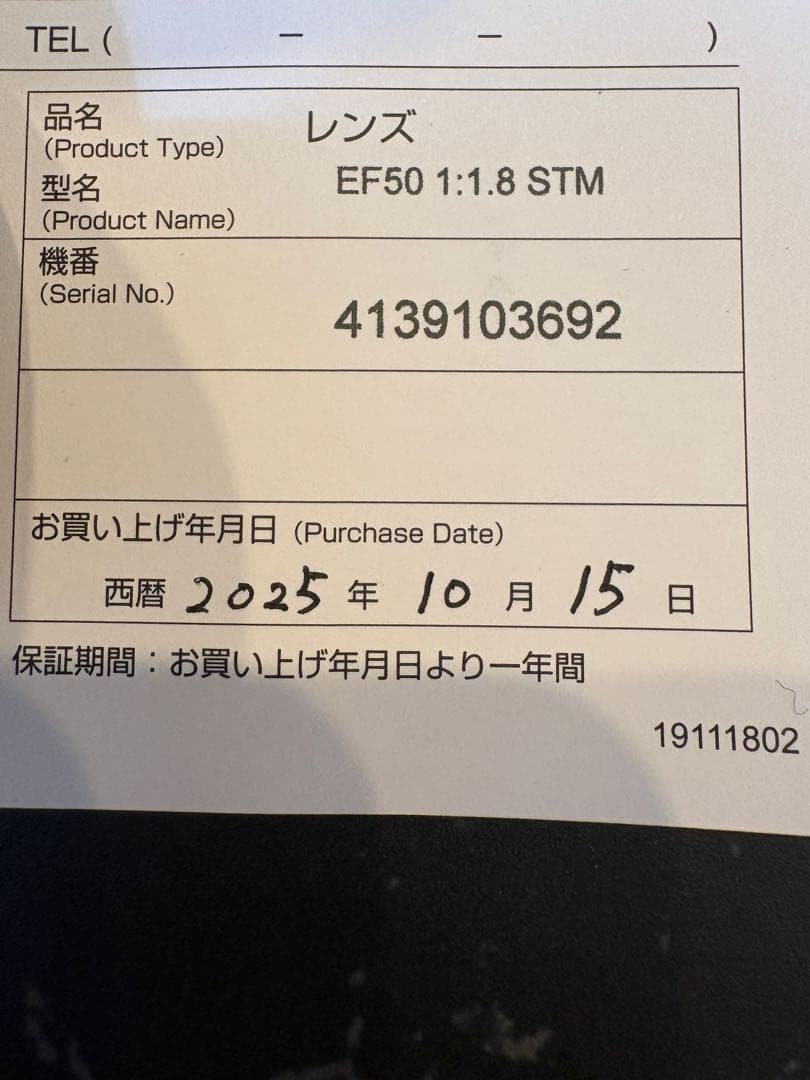 TEL ( － － )
品名 レンズ
(Product Type)
型名 EF50 1:1.8 STM
(Product Name)
機番
(Serial No.)
4139103692
お買い上げ年月日 (Purchase Date)
西暦 2025 年 10 月 15 日
保証期間：お買い上げ年月日より一年間
19111802